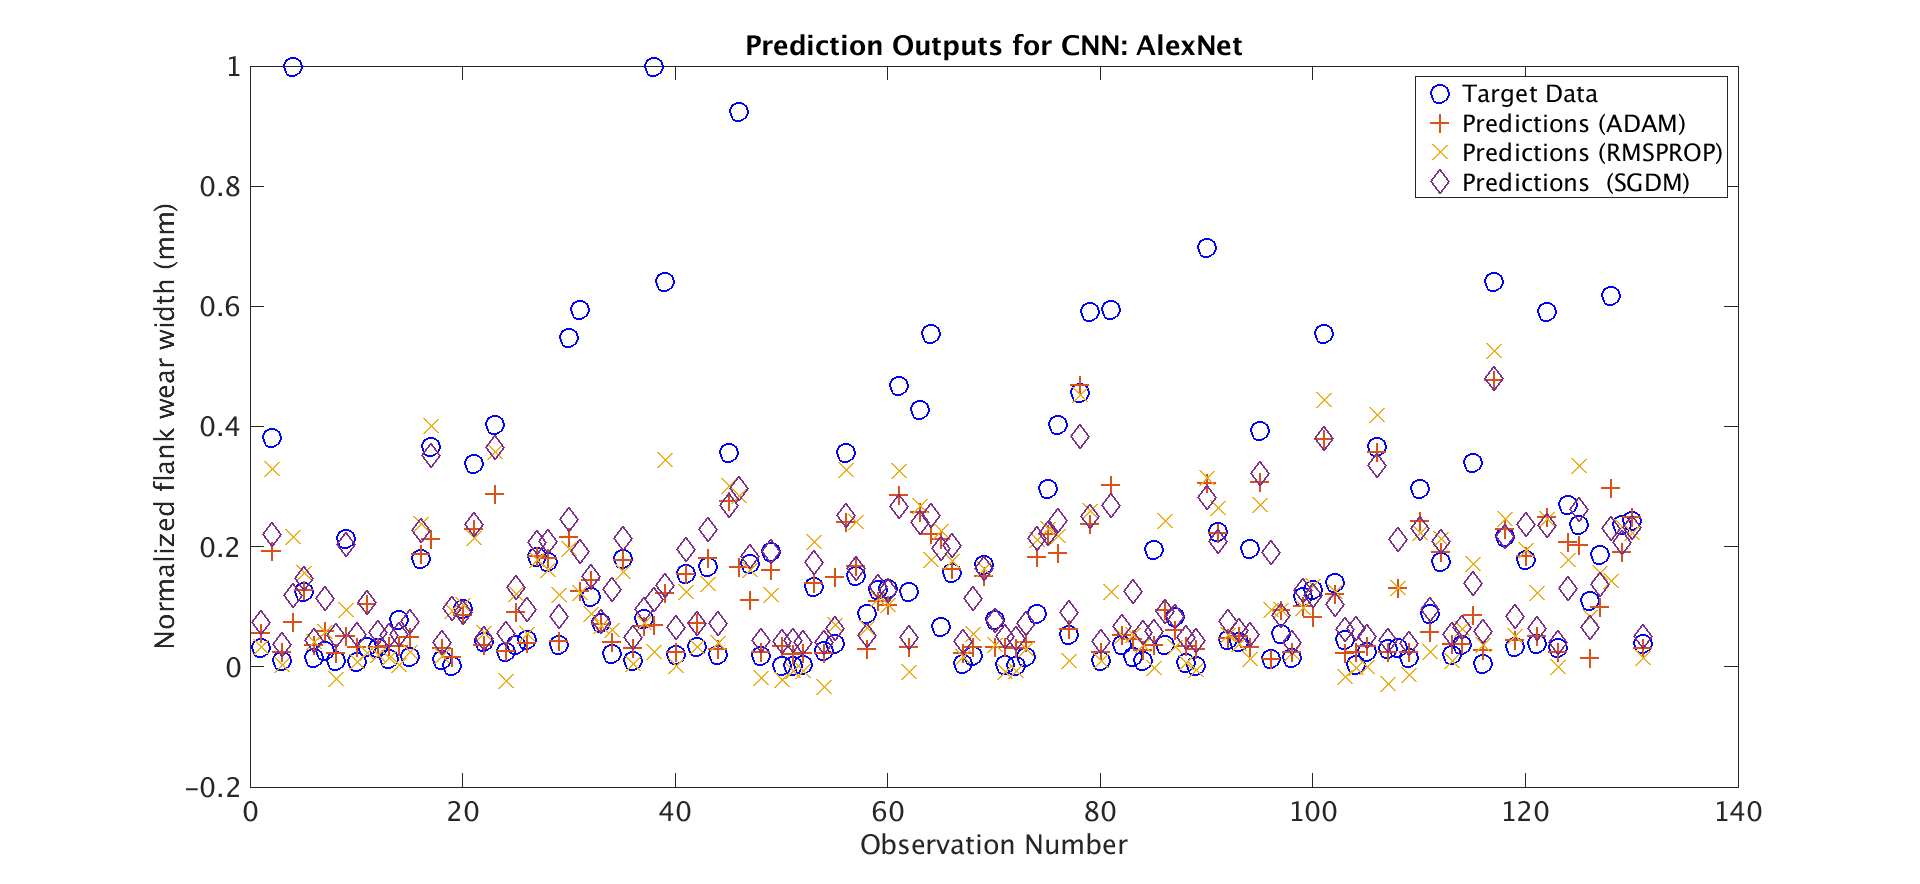 Prediction Outputs for CNN: AlexNet
Target Data
Predictions (ADAM)
Predictions (RMSPROP)
Predictions (SGDM)
Normalized flank wear width (mm)
1
0.8
0.6
0.4
0.2
0
-0.2
0 20 40 60 80 100 120 140
Observation Number